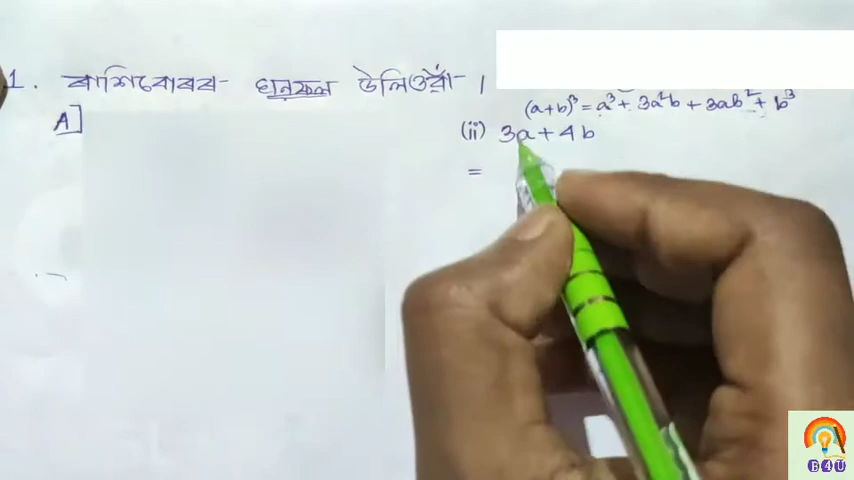 1. ৰাশিবোৰৰ- ঘনফল উলিওৱাঁ- ।
(a+b)³ = a³ + 3a²b + 3ab² + b³
A] (ii) 3a + 4b
=
B4U